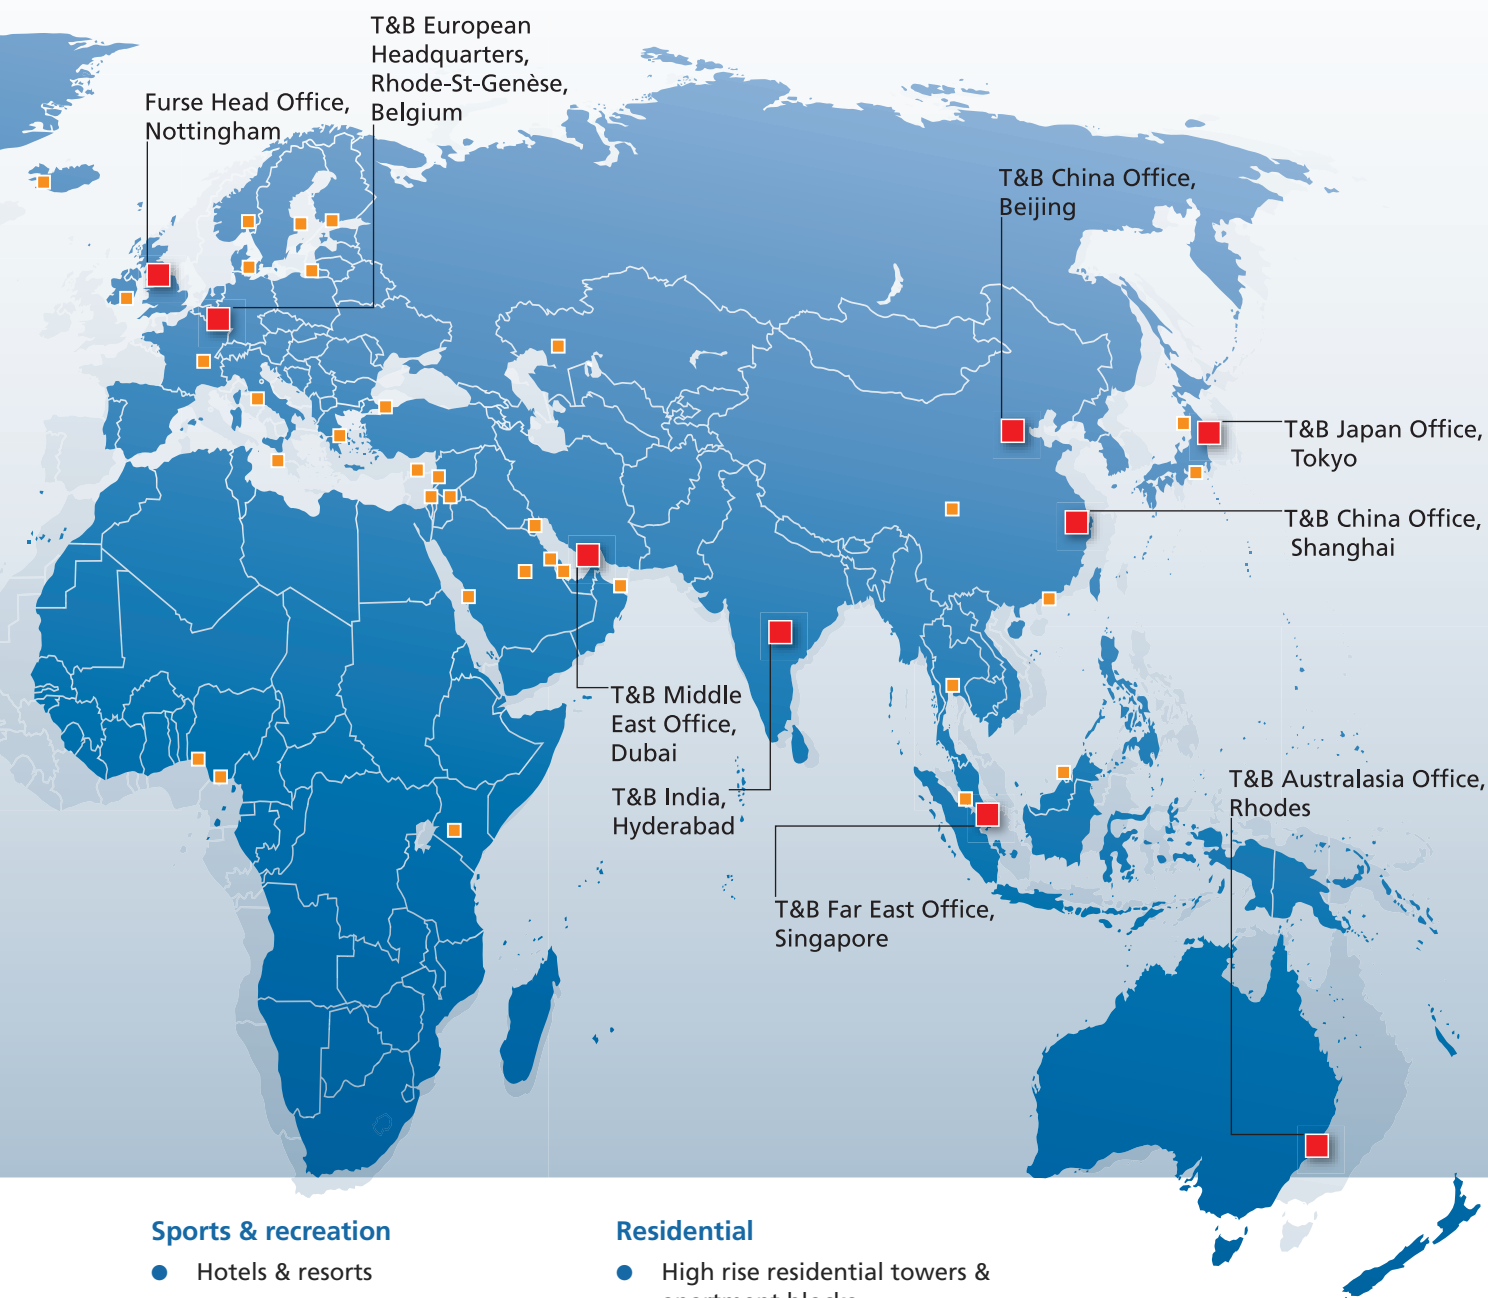 T&B European
Headquarters,
Rhode-St-Genèse,
Belgium
Furse Head Office,
Nottingham
T&B China Office,
Beijing
T&B Japan Office,
Tokyo
T&B China Office,
Shanghai
T&B Middle
East Office,
Dubai
T&B India,
Hyderabad
T&B Australasia Office,
Rhodes
T&B Far East Office,
Singapore
Sports & recreation
● Hotels & resorts
Residential
● High rise residential towers &
apartment blocks